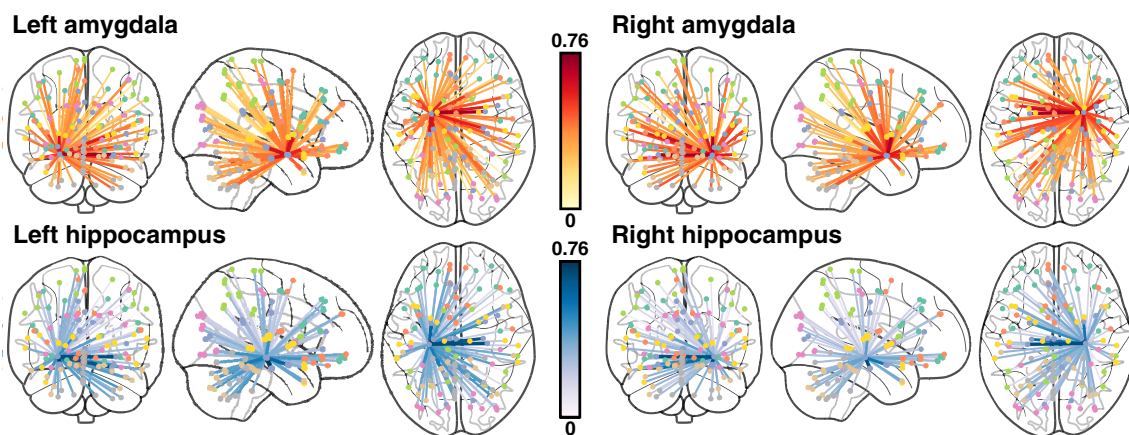 Left amygdala
Right amygdala
0.76
0
Left hippocampus
Right hippocampus
0.76
0